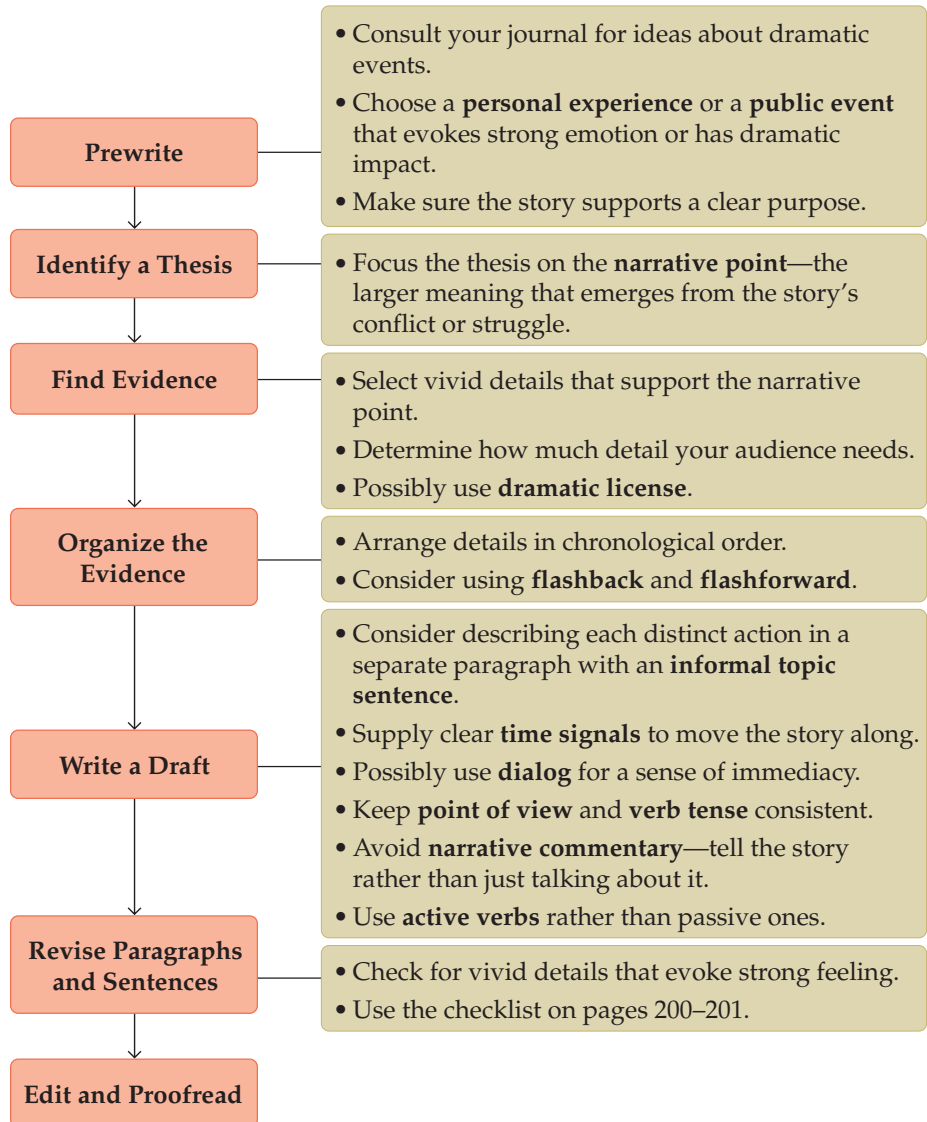 Prewrite
• Consult your journal for ideas about dramatic
events.
• Choose a personal experience or a public event
that evokes strong emotion or has dramatic
impact.
• Make sure the story supports a clear purpose.
Identify a Thesis
• Focus the thesis on the narrative point—the
larger meaning that emerges from the story’s
conflict or struggle.
Find Evidence
• Select vivid details that support the narrative
point.
• Determine how much detail your audience needs.
• Possibly use dramatic license.
Organize the
Evidence
• Arrange details in chronological order.
• Consider using flashback and flashforward.
Write a Draft
• Consider describing each distinct action in a
separate paragraph with an informal topic
sentence.
• Supply clear time signals to move the story along.
• Possibly use dialog for a sense of immediacy.
• Keep point of view and verb tense consistent.
• Avoid narrative commentary—tell the story
rather than just talking about it.
• Use active verbs rather than passive ones.
Revise Paragraphs
and Sentences
• Check for vivid details that evoke strong feeling.
• Use the checklist on pages 200–201.
Edit and Proofread